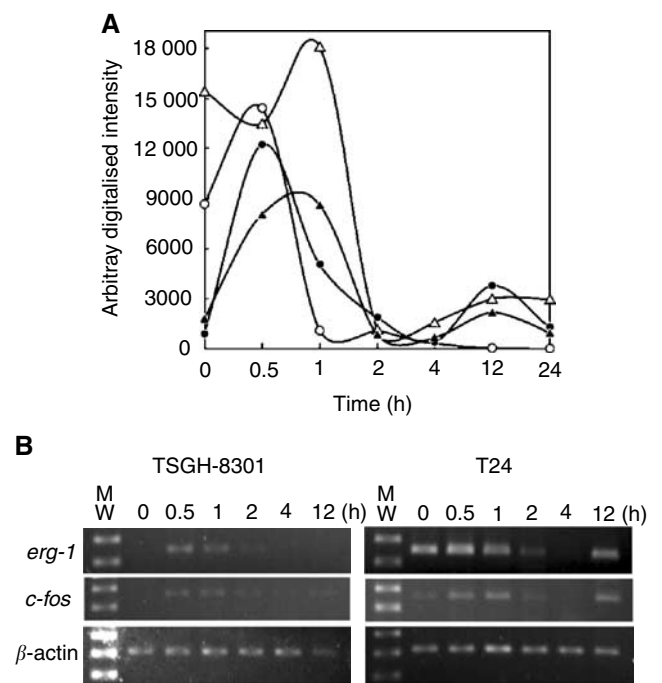 A
Arbitray digitalised intensity
18 000
15 000
12 000
9000
6000
3000
0
0 0.5 1 2 4 12 24
Time (h)
B
TSGH-8301 T24
M W 0 0.5 1 2 4 12 (h) M W 0 0.5 1 2 4 12 (h)
erg-1
c-fos
β-actin